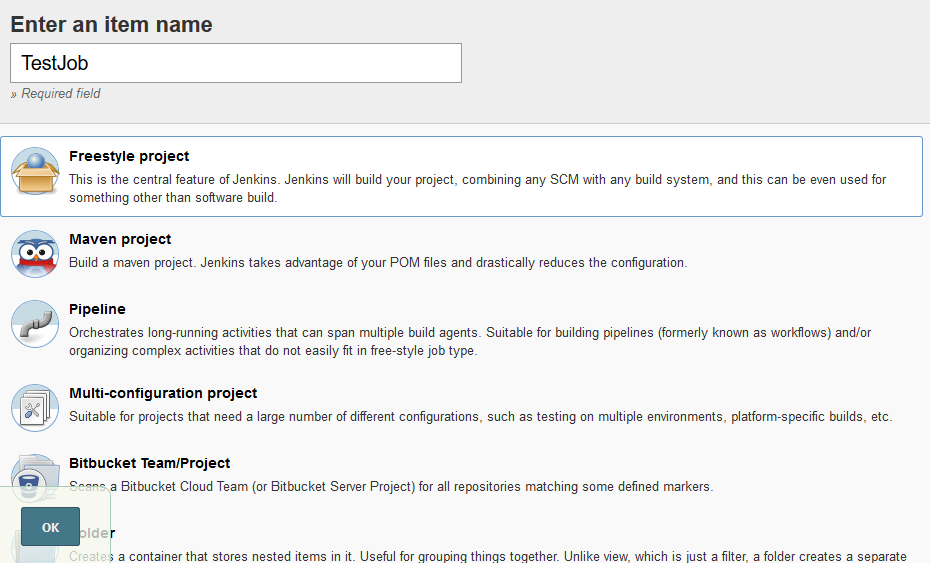 Enter an item name
TestJob
» Required field
Freestyle project
This is the central feature of Jenkins. Jenkins will build your project, combining any SCM with any build system, and this can be even used for
something other than software build.
Maven project
Build a maven project. Jenkins takes advantage of your POM files and drastically reduces the configuration.
Pipeline
Orchestrates long-running activities that can span multiple build agents. Suitable for building pipelines (formerly known as workflows) and/or
organizing complex activities that do not easily fit in free-style job type.
Multi-configuration project
Suitable for projects that need a large number of different configurations, such as testing on multiple environments, platform-specific builds, etc.
Bitbucket Team/Project
Scans a Bitbucket Cloud Team (or Bitbucket Server Project) for all repositories matching some defined markers.
OK
Folder
Creates a container that stores nested items in it. Useful for grouping things together. Unlike view, which is just a filter, a folder creates a separate